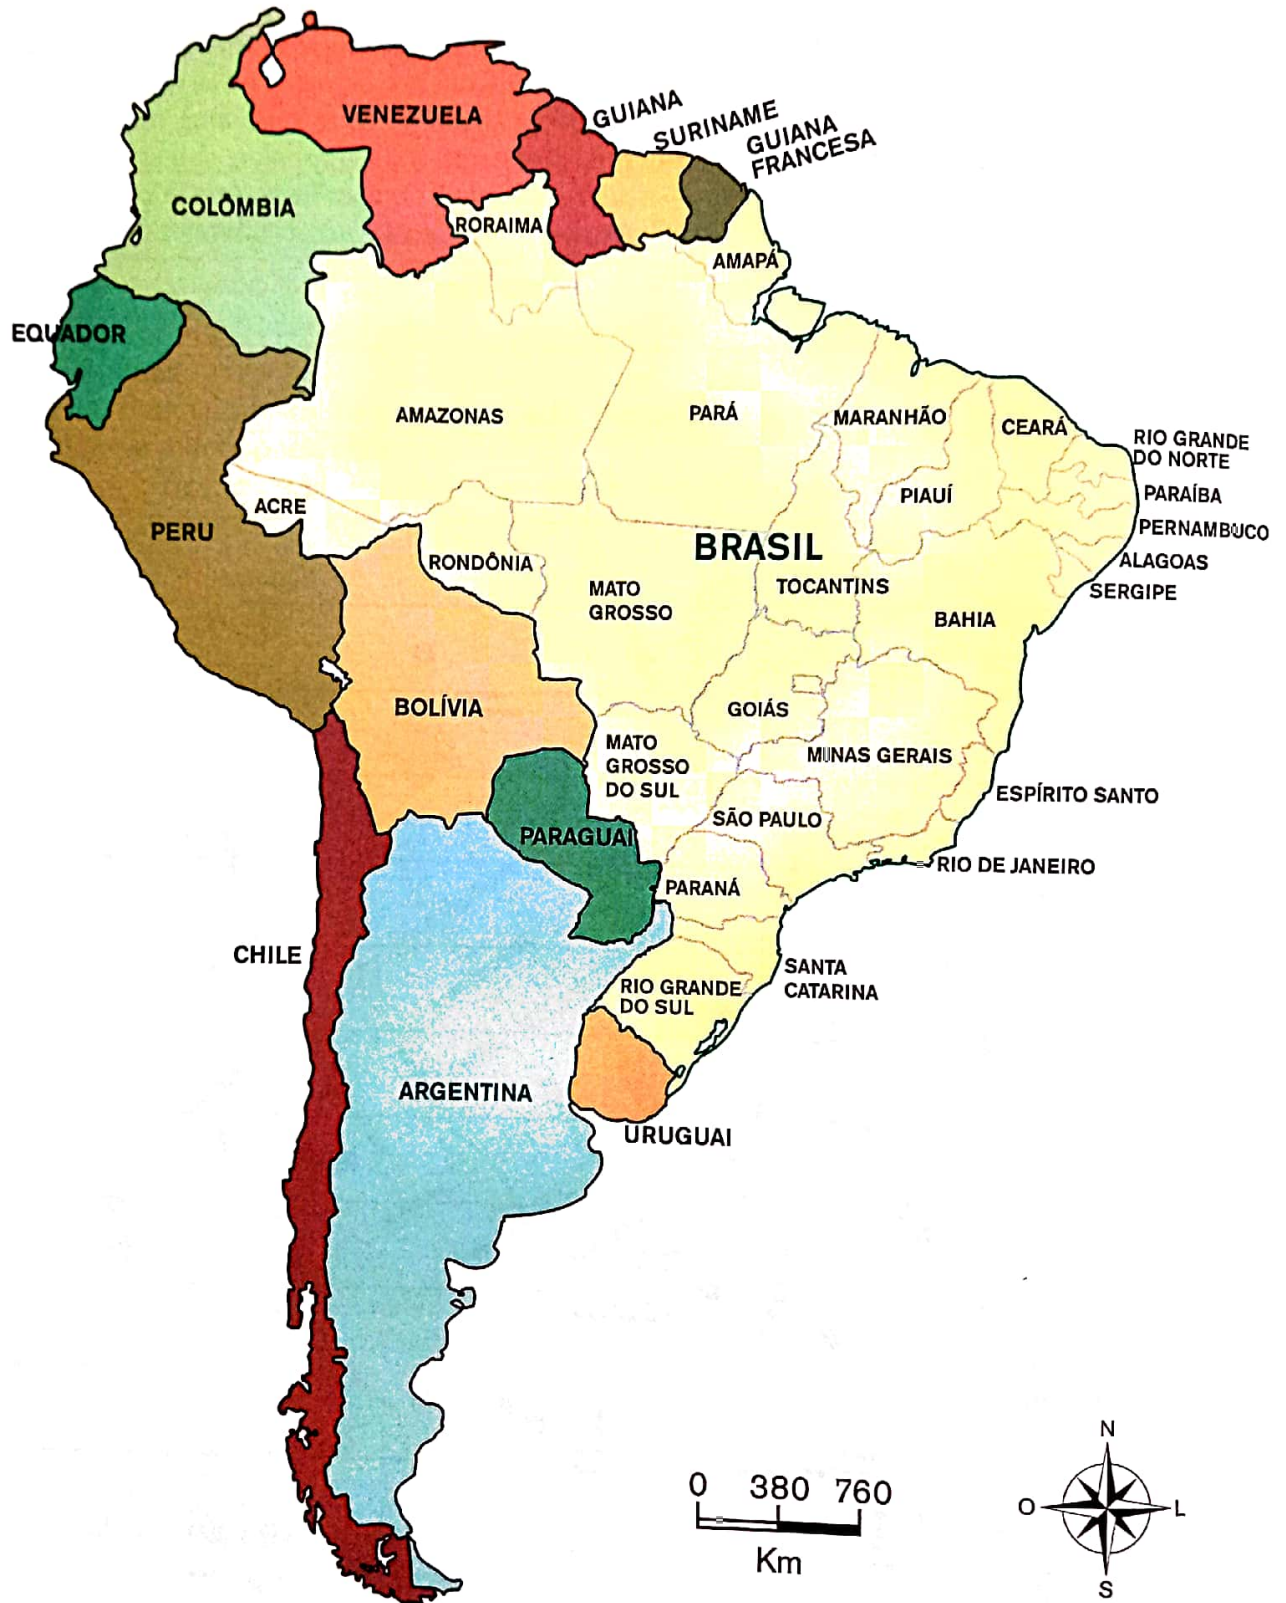 VENEZUELA
GUIANA
SURINAME
GUIANA
FRANCESA
COLÔMBIA
RORAIMA
AMAPÁ
EQUADOR
AMAZONAS
PARÁ
MARANHÃO
CEARÁ
RIO GRANDE
DO NORTE
PIAUÍ
PARAÍBA
ACRE
PERU
PERNAMBUCO
BRASIL
RONDÔNIA
ALAGOAS
MATO
GROSSO
TOCANTINS
SERGIPE
BAHIA
BOLÍVIA
GOIÁS
MATO
GROSSO
DO SUL
MINAS GERAIS
ESPÍRITO SANTO
SÃO PAULO
PARAGUAI
RIO DE JANEIRO
PARANÁ
CHILE
SANTA
CATARINA
RIO GRANDE
DO SUL
ARGENTINA
URUGUAI
0 380 760
Km
N
O L
S